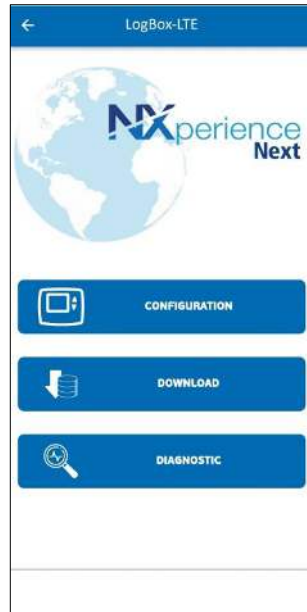 LogBox-LTE
NXperience
Next
CONFIGURATION
DOWNLOAD
DIAGNOSTIC